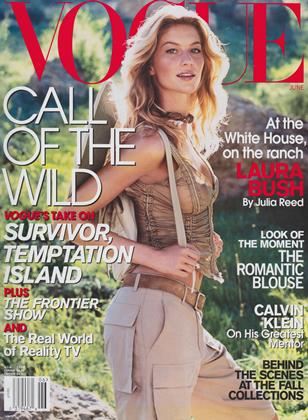 VOGUE
JUNE
CALL
OF THE
WILD
VOGUE'S TAKE ON
SURVIVOR,
TEMPTATION
ISLAND
PLUS
THE FRONTIER
SHOW
AND
The Real World
of Reality TV
At the
White House,
on the ranch
LAURA
BUSH
By Julia Reed
LOOK OF
THE MOMENT
THE
ROMANTIC
BLOUSE
CALVIN
KLEIN
On His Greatest
Mentor
BEHIND
THE SCENES
AT THE FALL
COLLECTIONS